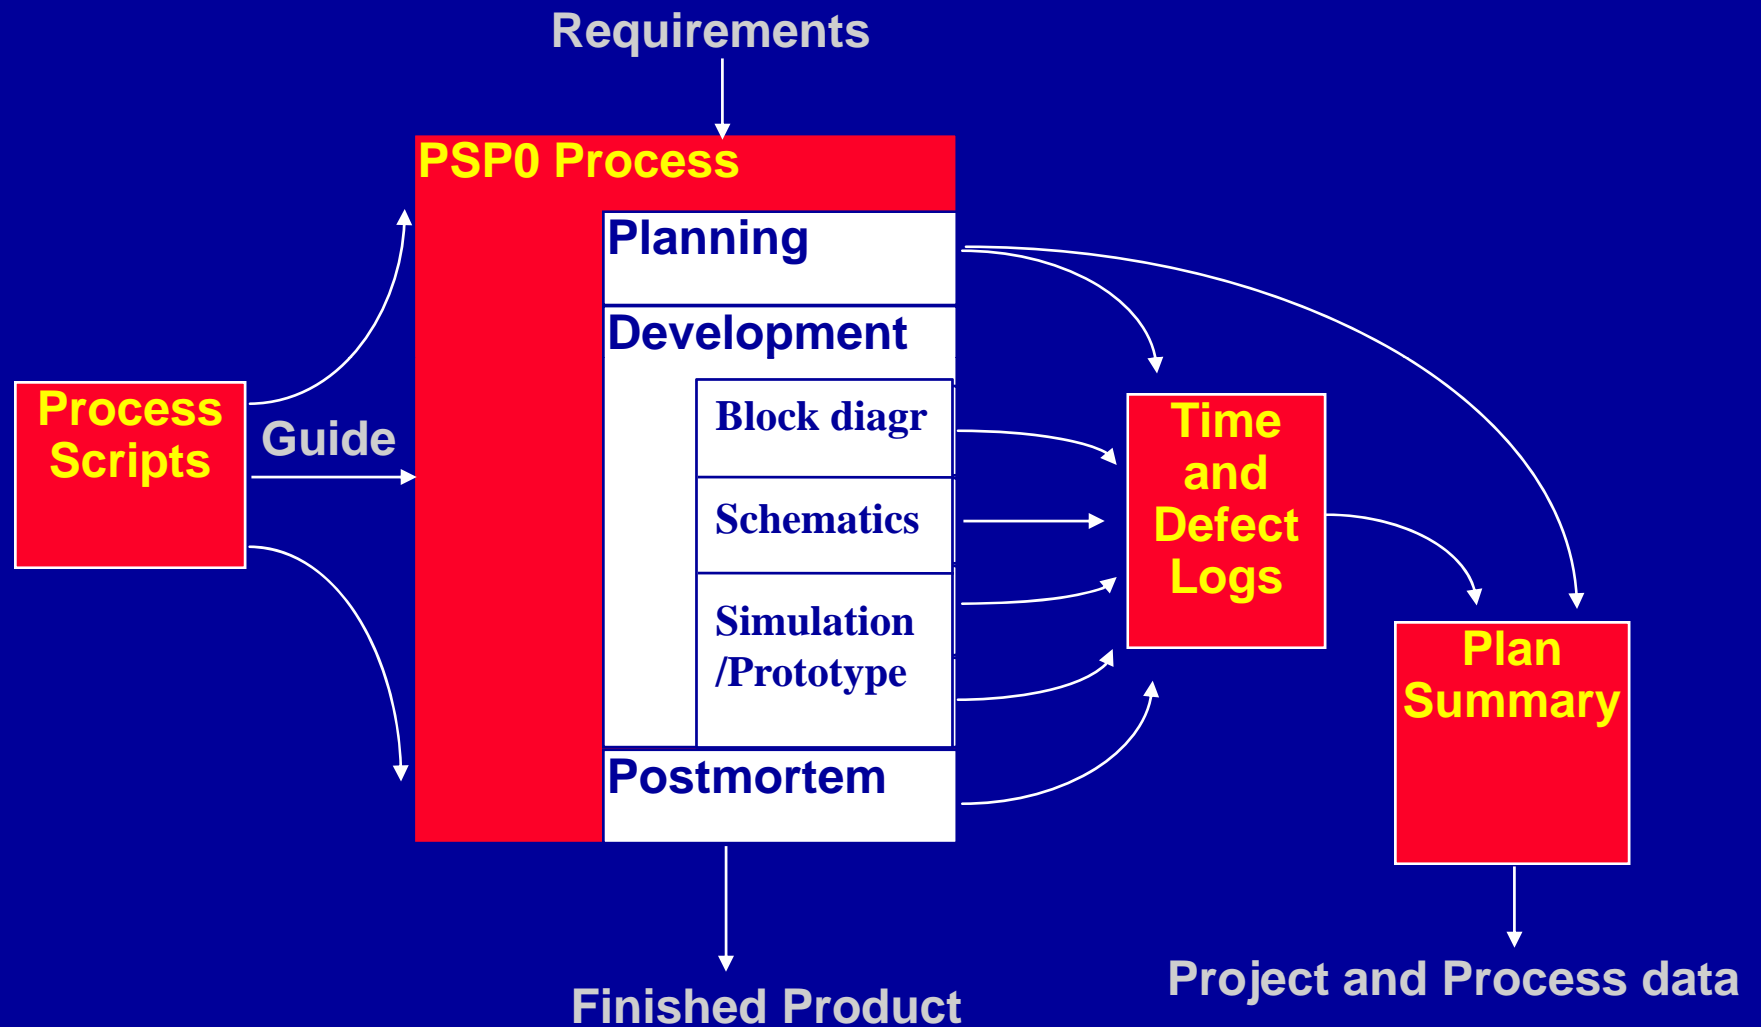 Requirements
PSP0 Process
Planning
Development
Block diagr
Schematics
Simulation
/Prototype
Postmortem
Process
Scripts
Guide
Time
and
Defect
Logs
Plan
Summary
Finished Product
Project and Process data